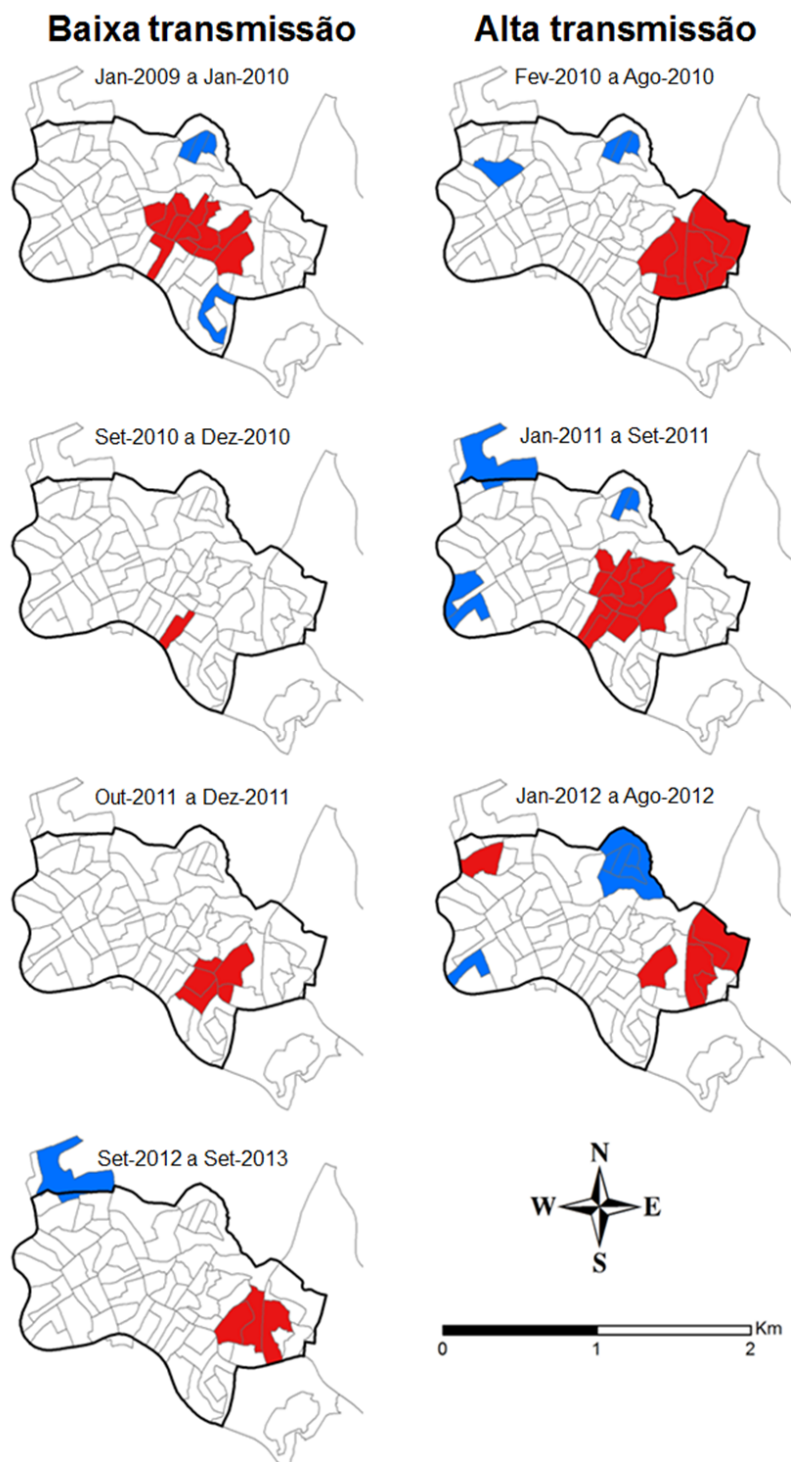 Baixa transmissão
Alta transmissão
Jan-2009 a Jan-2010
Fev-2010 a Ago-2010
Set-2010 a Dez-2010
Jan-2011 a Set-2011
Out-2011 a Dez-2011
Jan-2012 a Ago-2012
Set-2012 a Set-2013
N
W
E
S
Km
0
1
2